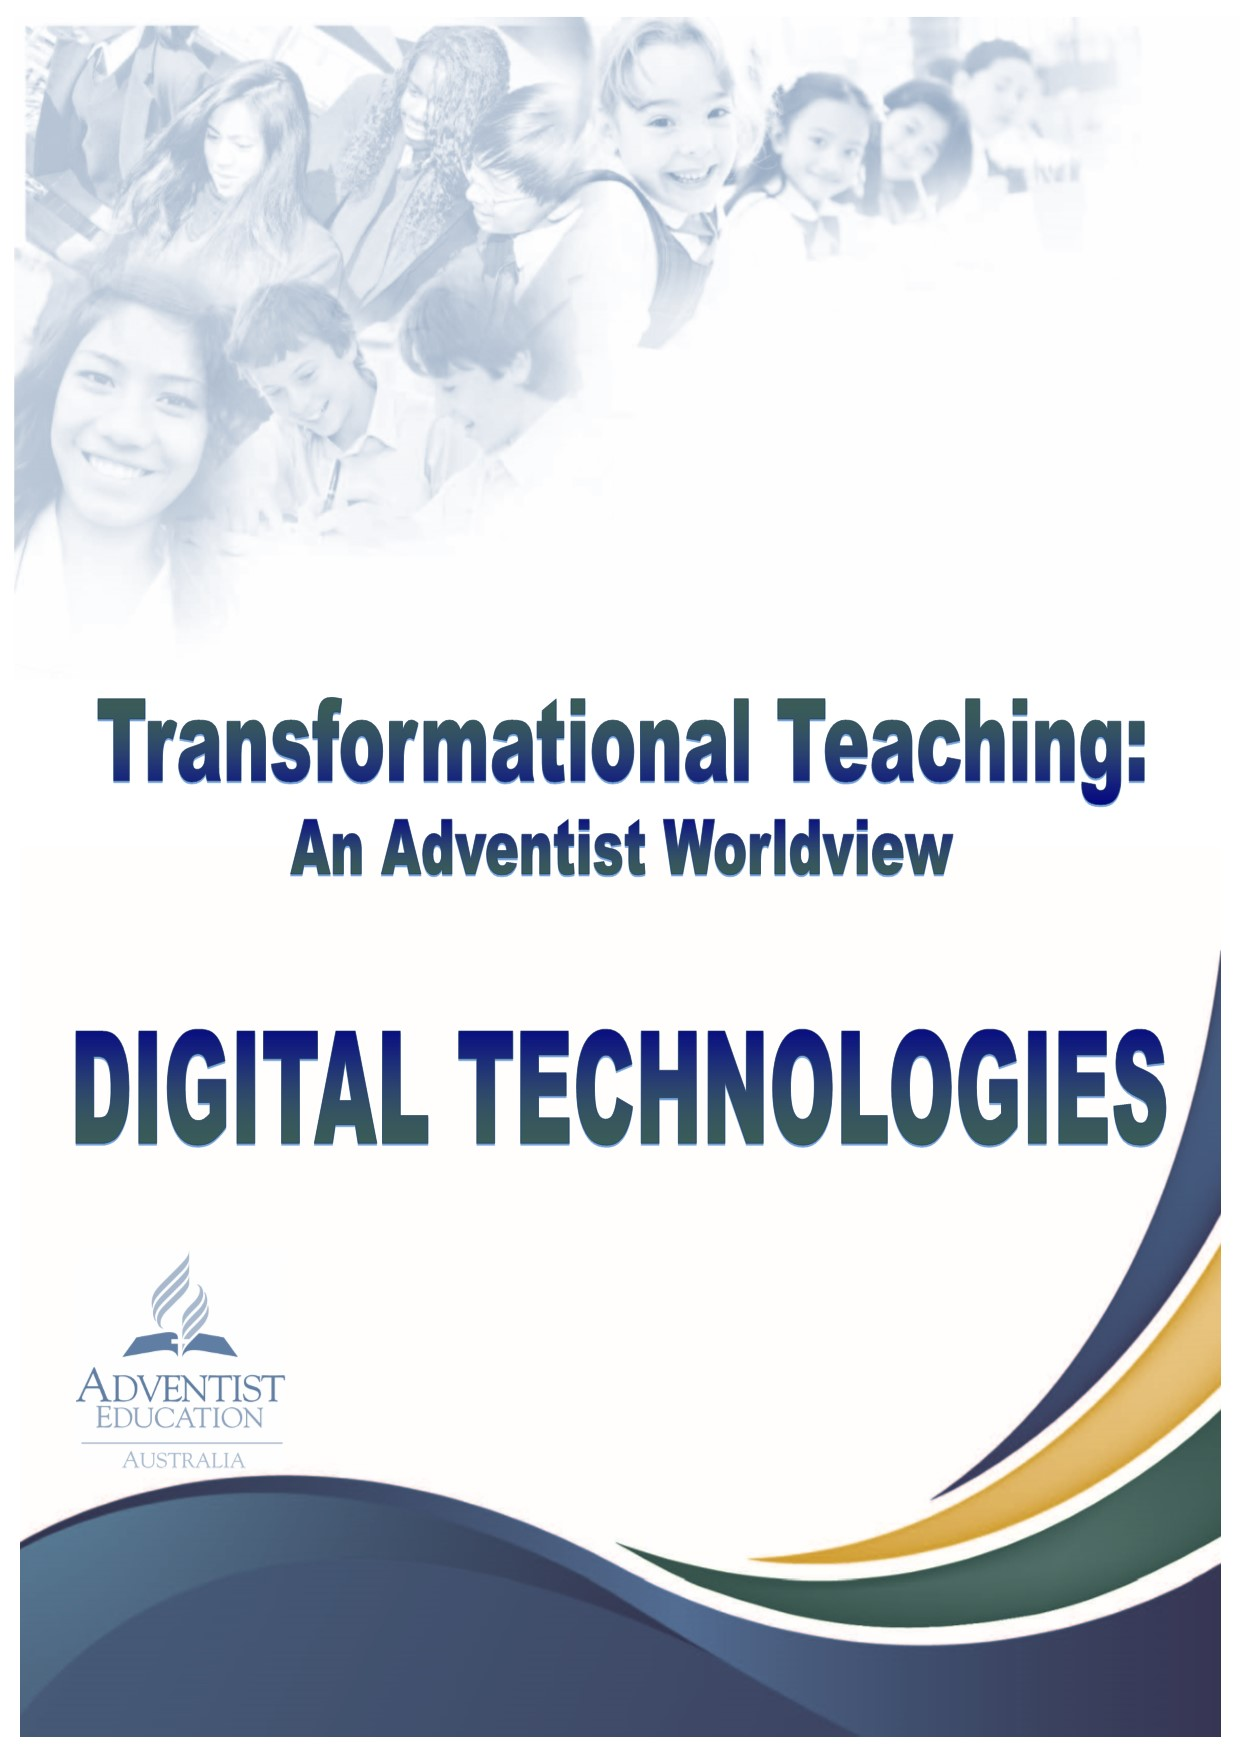 Transformational Teaching:
An Adventist Worldview
DIGITAL TECHNOLOGIES
ADVENTIST
EDUCATION
AUSTRALIA